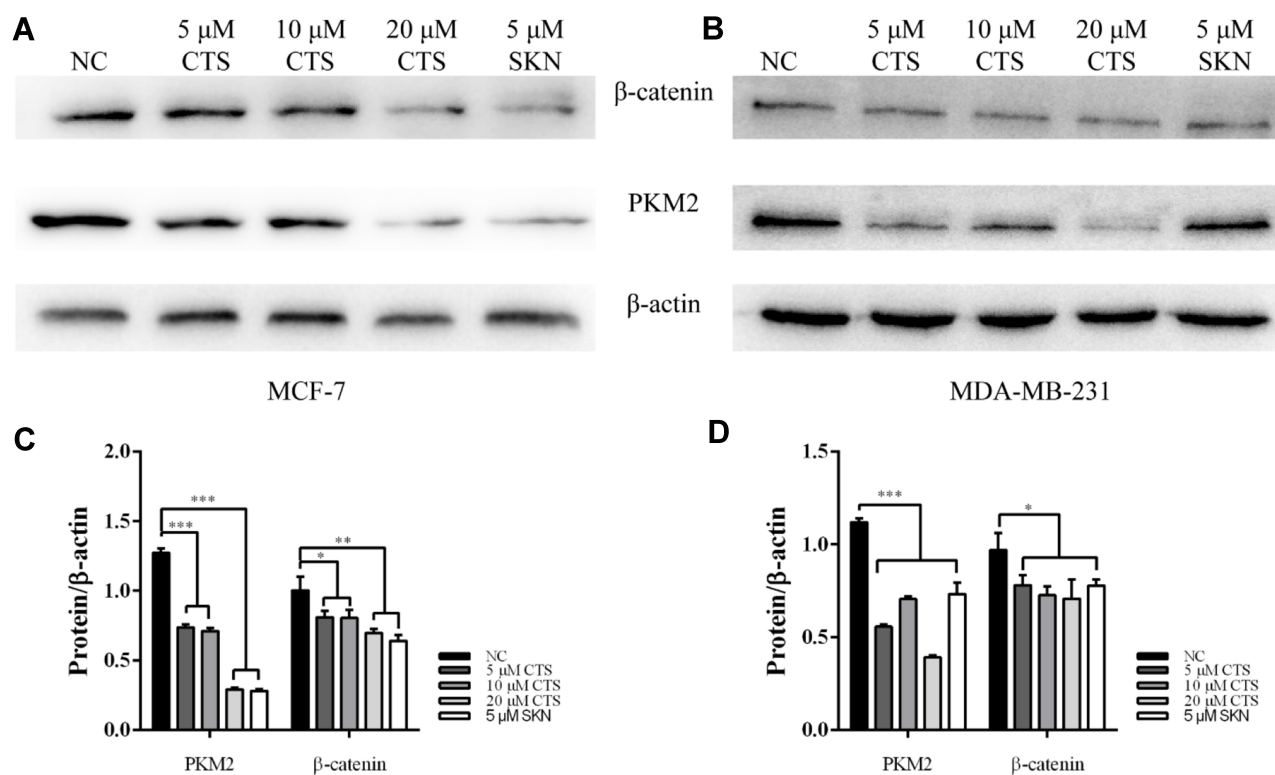 A
5 μM 10 μM 20 μM 5 μM
NC CTS CTS CTS SKN
B
5 μM 10 μM 20 μM 5 μM
NC CTS CTS CTS SKN
β-catenin
PKM2
β-actin
MCF-7
MDA-MB-231
C
Protein/β-actin
2.0
1.5
1.0
0.5
0.0
***
***
**
*
PKM2 β-catenin
NC
5 μM CTS
10 μM CTS
20 μM CTS
5 μM SKN
D
Protein/β-actin
1.5
1.0
0.5
0.0
***
*
PKM2 β-catenin
NC
5 μM CTS
10 μM CTS
20 μM CTS
5 μM SKN